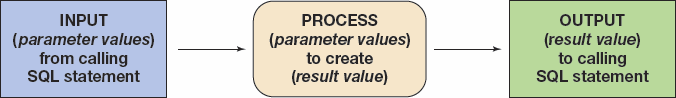 INPUT
(parameter values)
from calling
SQL statement
PROCESS
(parameter values)
to create
(result value)
OUTPUT
(result value)
to calling
SQL statement